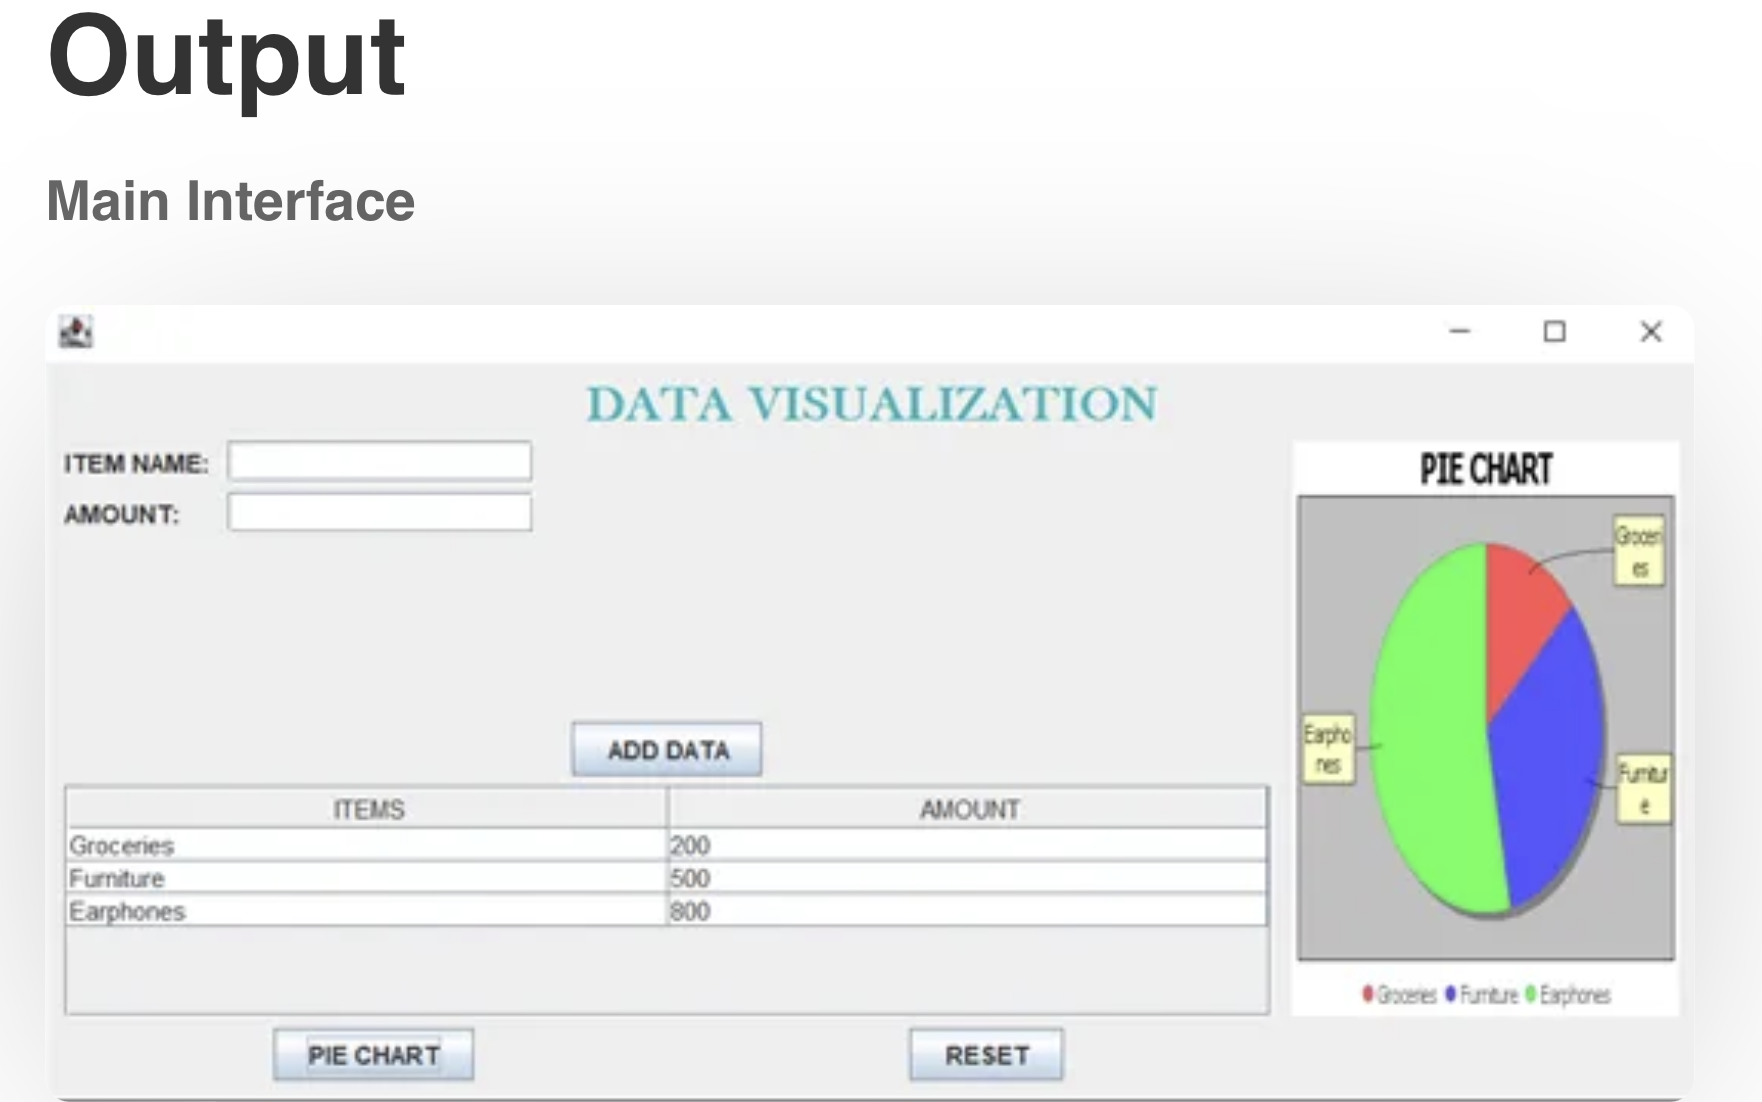 Output
Main Interface
DATA VISUALIZATION
ITEM NAME:
AMOUNT:
ADD DATA
ITEMS AMOUNT
Groceries 200
Furniture 500
Earphones 800
PIE CHART RESET
PIE CHART
Groceri
es
Earpho
nes
Furnitur
e
Groceries Furniture Earphones